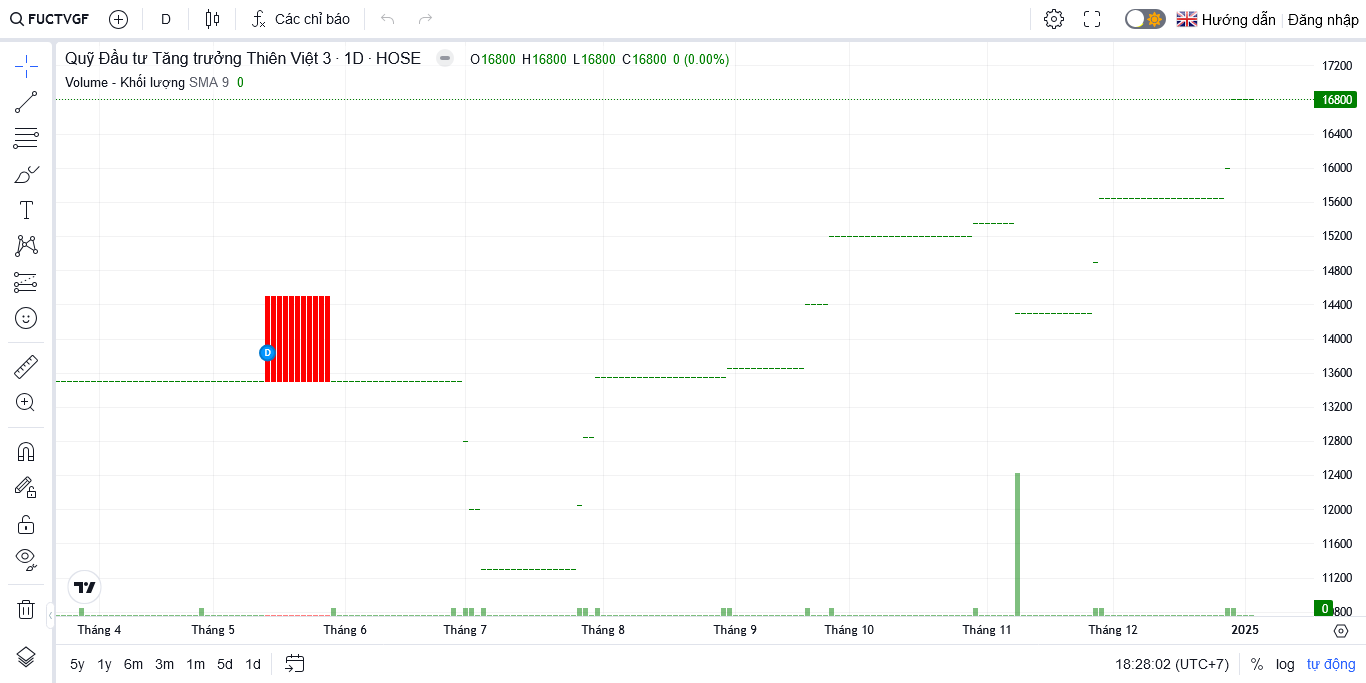 FUCTVGF D Các chỉ báo Hướng dẫn Đăng nhập
Quỹ Đầu tư Tăng trưởng Thiên Việt 3 · 1D · HOSE O16800 H16800 L16800 C16800 0 (0.00%)
Volume - Khối lượng SMA 9 0
17200
16800
16400
16000
15600
15200
14800
14400
14000
13600
13200
12800
12400
12000
11600
11200
0 800
D
Tháng 4 Tháng 5 Tháng 6 Tháng 7 Tháng 8 Tháng 9 Tháng 10 Tháng 11 Tháng 12 2025
5y 1y 6m 3m 1m 5d 1d 18:28:02 (UTC+7) % log tự động